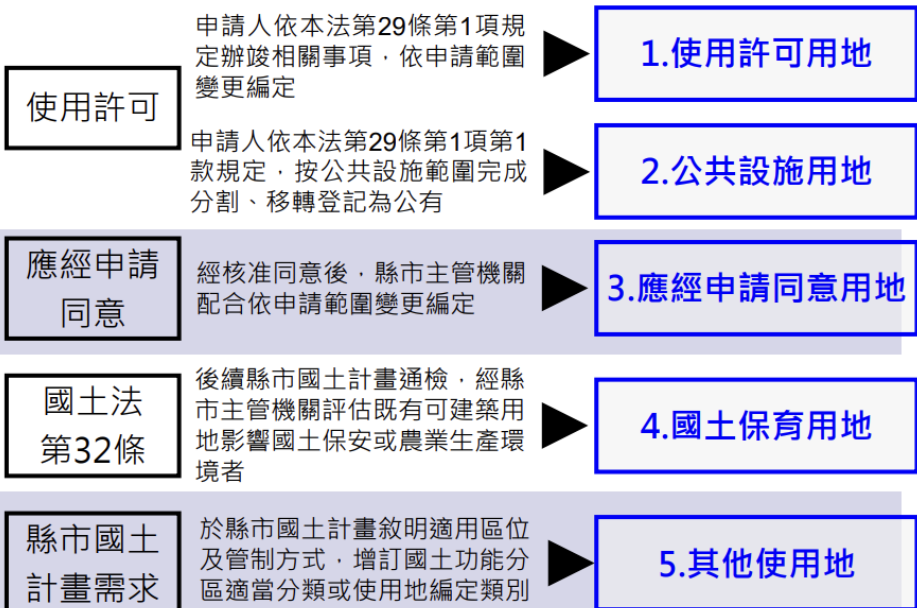 申請人依本法第29條第1項規
定辦竣相關事項，依申請範圍
變更編定
1.使用許可用地
使用許可
申請人依本法第29條第1項第1
款規定，按公共設施範圍完成
分割、移轉登記為公有
2.公共設施用地
應經申請
同意
經核准同意後，縣市主管機關
配合依申請範圍變更編定
3.應經申請同意用地
國土法
第32條
後續縣市國土計畫通檢，經縣
市主管機關評估既有可建築用
地影響國土保安或農業生產環
境者
4.國土保育用地
縣市國土
計畫需求
於縣市國土計畫敘明適用區位
及管制方式，增訂國土功能分
區適當分類或使用地編定類別
5.其他使用地